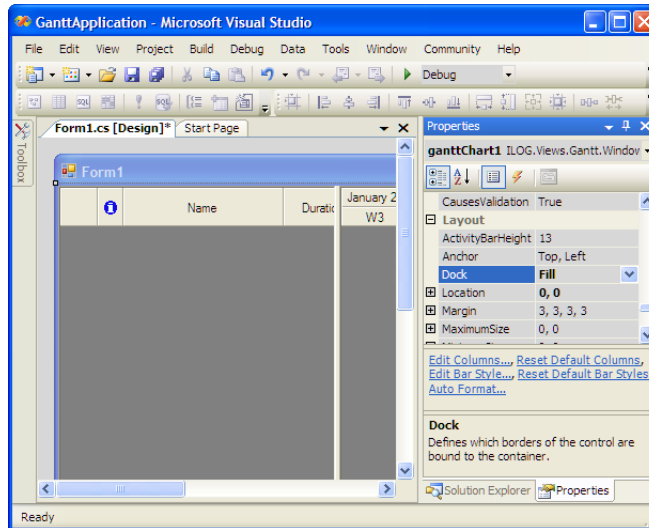 GanttApplication - Microsoft Visual Studio
File Edit View Project Build Debug Data Tools Window Community Help
Debug
SQL SQL
Form1.cs [Design]* Start Page
Toolbox
Form1
Name Duratic
January 2
W3
Properties
ganttChart1 ILOG.Views.Gantt.Window
CausesValidation True
Layout
ActivityBarHeight 13
Anchor Top, Left
Dock Fill
Location 0, 0
Margin 3, 3, 3, 3
MaximumSize 0, 0
Edit Columns..., Reset Default Columns,
Edit Bar Style..., Reset Default Bar Styles
Auto Format...
Dock
Defines which borders of the control are
bound to the container.
Solution Explorer Properties
Ready